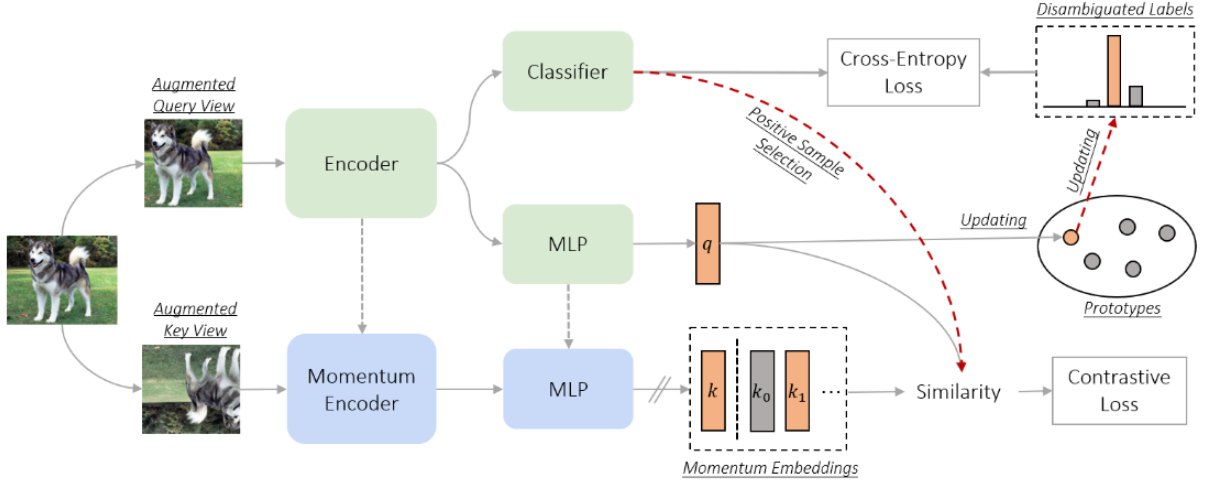 Disambiguated Labels
Augmented
Query View
Classifier
Cross-Entropy
Loss
Encoder
Positive Sample
Selection
Updating
MLP
q
Updating
Prototypes
Augmented
Key View
Momentum
Encoder
MLP
k
k₀
k₁
...
Similarity
Contrastive
Loss
Momentum Embeddings